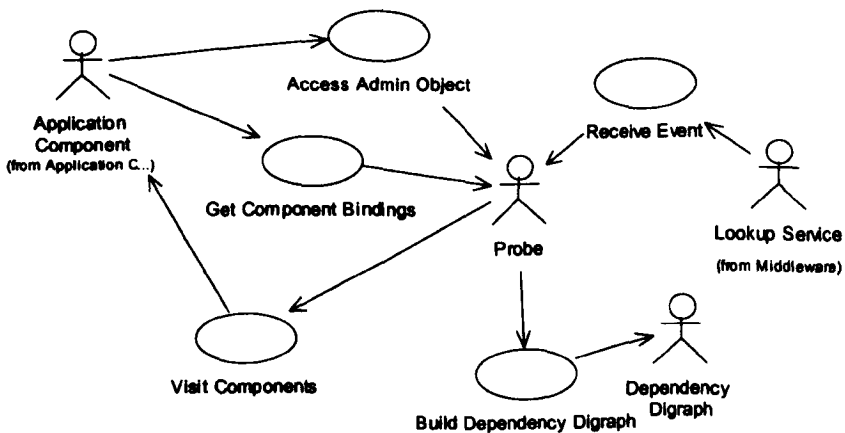 Access Admin Object
Application
Component
(from Application C...)
Receive Event
Get Component Bindings
Probe
Lookup Service
(from Middleware)
Visit Components
Build Dependency Digraph
Dependency
Digraph